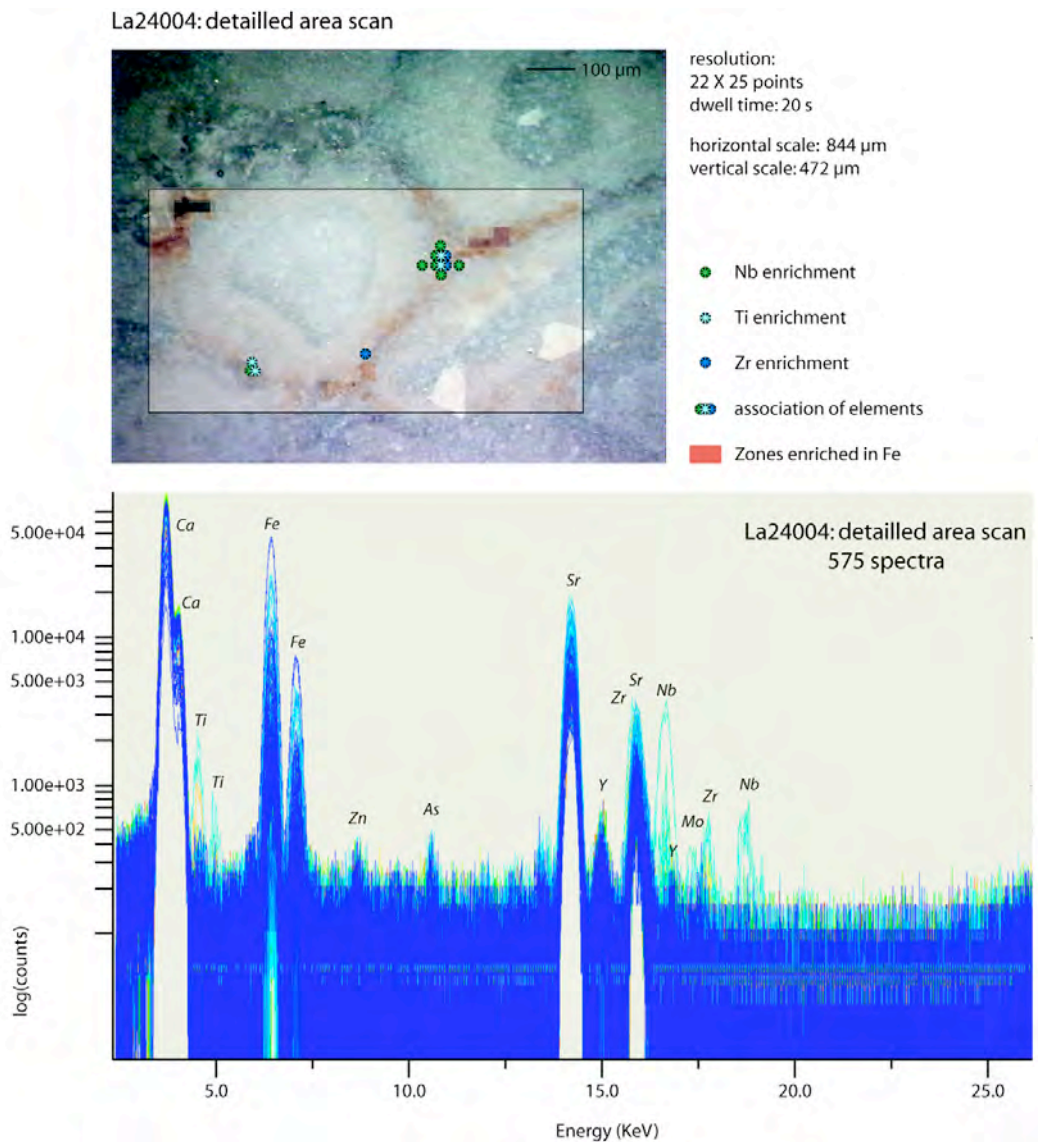 La24004: detailled area scan
100 µm
resolution:
22 X 25 points
dwell time: 20 s
horizontal scale: 844 µm
vertical scale: 472 µm
Nb enrichment
Ti enrichment
Zr enrichment
association of elements
Zones enriched in Fe
La24004: detailled area scan
575 spectra
5.00e+04
1.00e+04
5.00e+03
1.00e+03
5.00e+02
log(counts)
Ca
Ca
Ti
Ti
Fe
Fe
Zn
As
Sr
Y
Zr
Sr
Nb
Y
Mo
Zr
Nb
5.0
10.0
15.0
20.0
25.0
Energy (KeV)